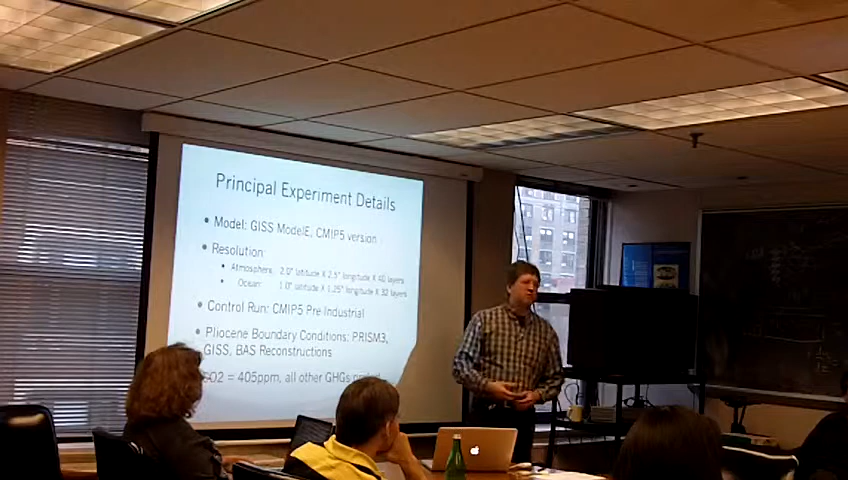 Principal Experiment Details
• Model: GISS ModelE, CMIP5 version
• Resolution:
• Atmosphere: 2.0° latitude X 2.5° longitude X 40 layers
• Ocean: 1.0° latitude X 1.25° longitude X 32 layers
• Control Run: CMIP5 Pre Industrial
• Pliocene Boundary Conditions: PRISM3,
GISS, BAS Reconstructions
= 405ppm, all other GHGs